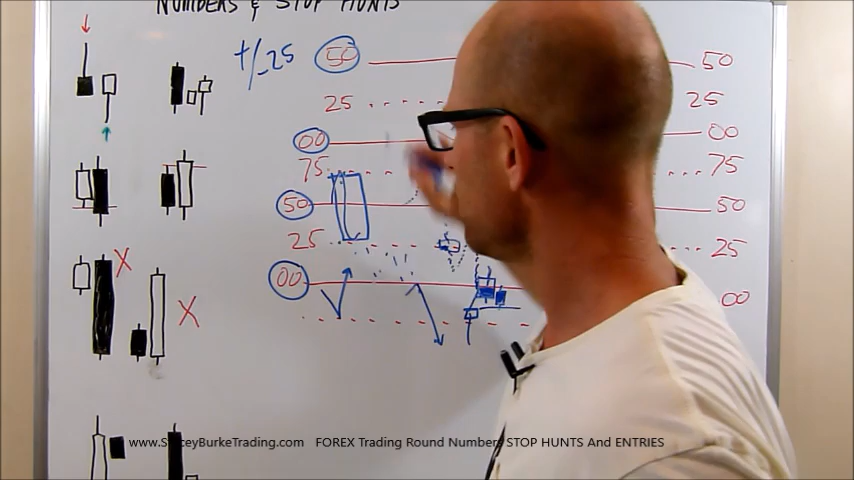 NUMBERS & STOP HUNTS
+/-25 50 50
25 25
00 00
75 75
50 50
25 25
X 00 00
X
www.StaceyBurkeTrading.com FOREX Trading Round Numbers STOP HUNTS And ENTRIES